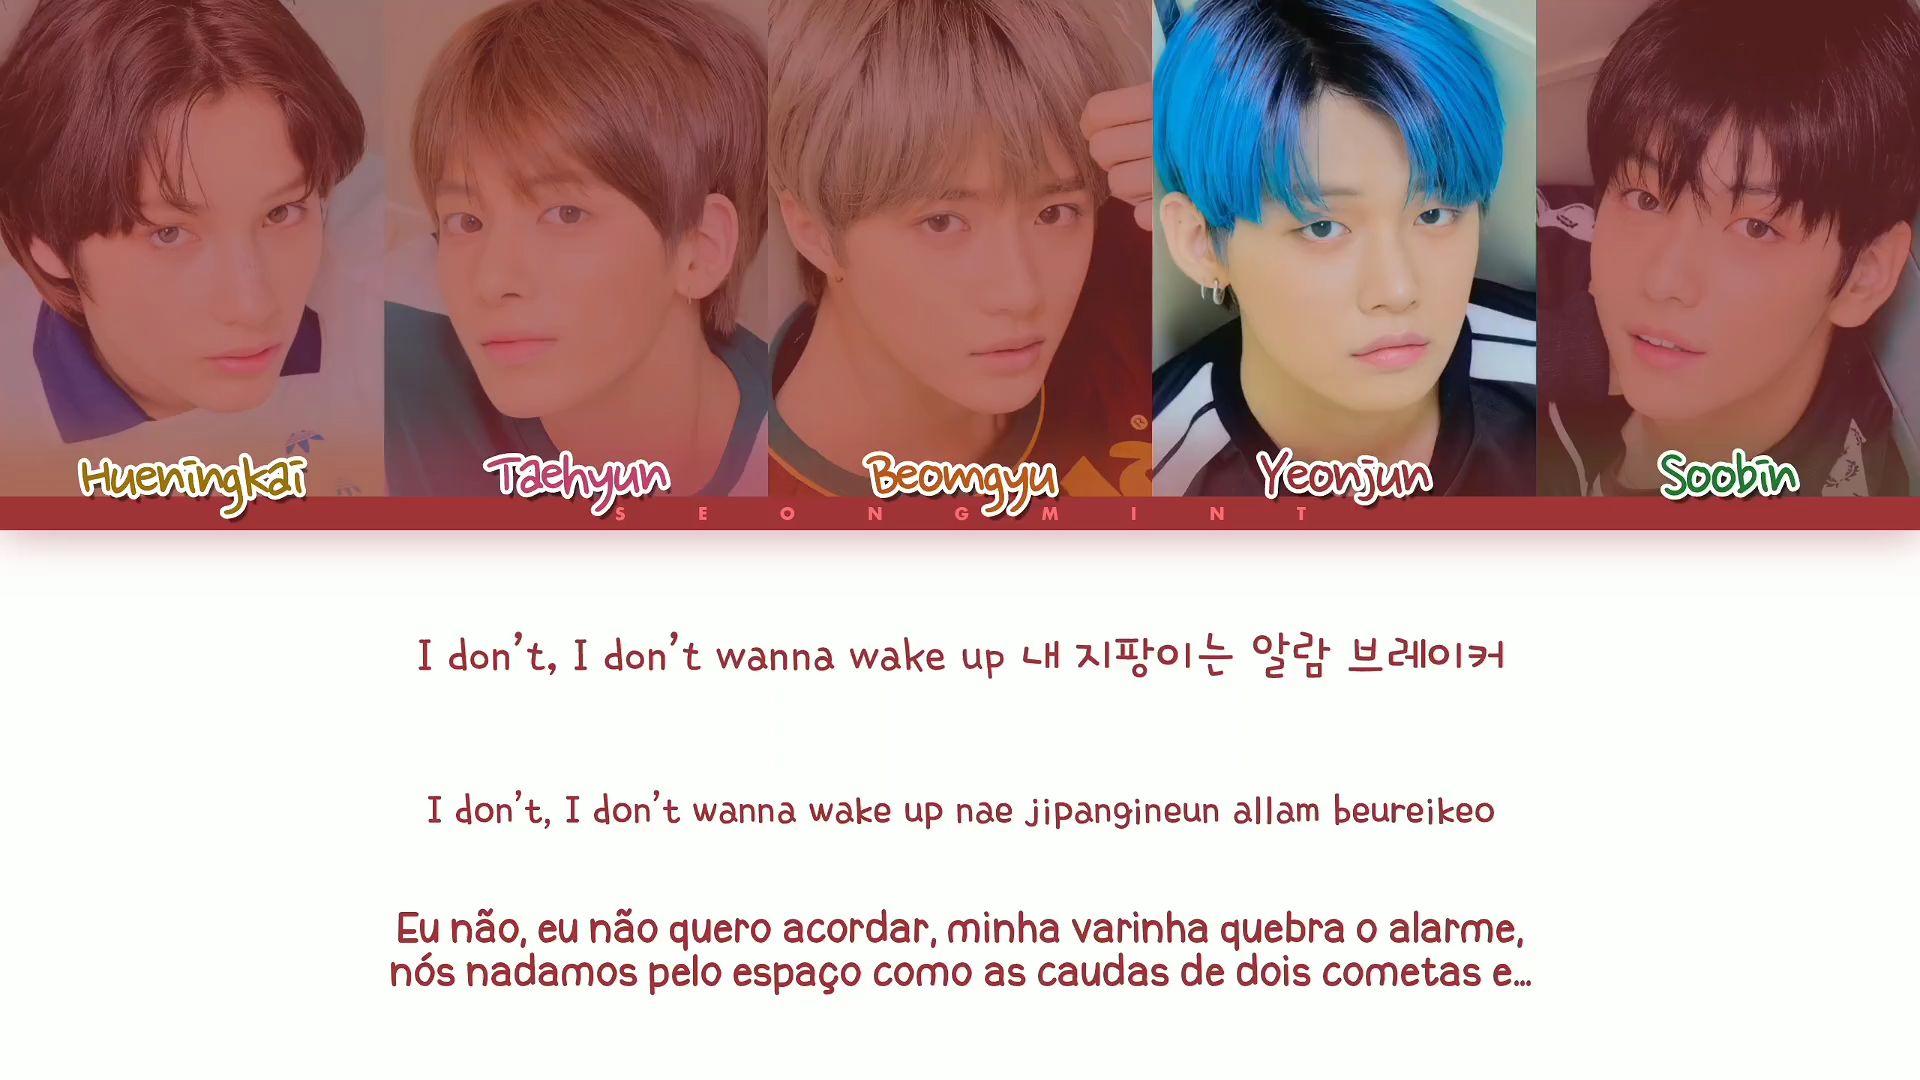 Hueningkai Taehyun Beomgyu Yeonjun Soobin
SEONGMINT
I don't, I don't wanna wake up 내 지팡이는 알람 브레이커
I don't, I don't wanna wake up nae jipangineun allam beureikeo
Eu não, eu não quero acordar, minha varinha quebra o alarme,
nós nadamos pelo espaço como as caudas de dois cometas e...